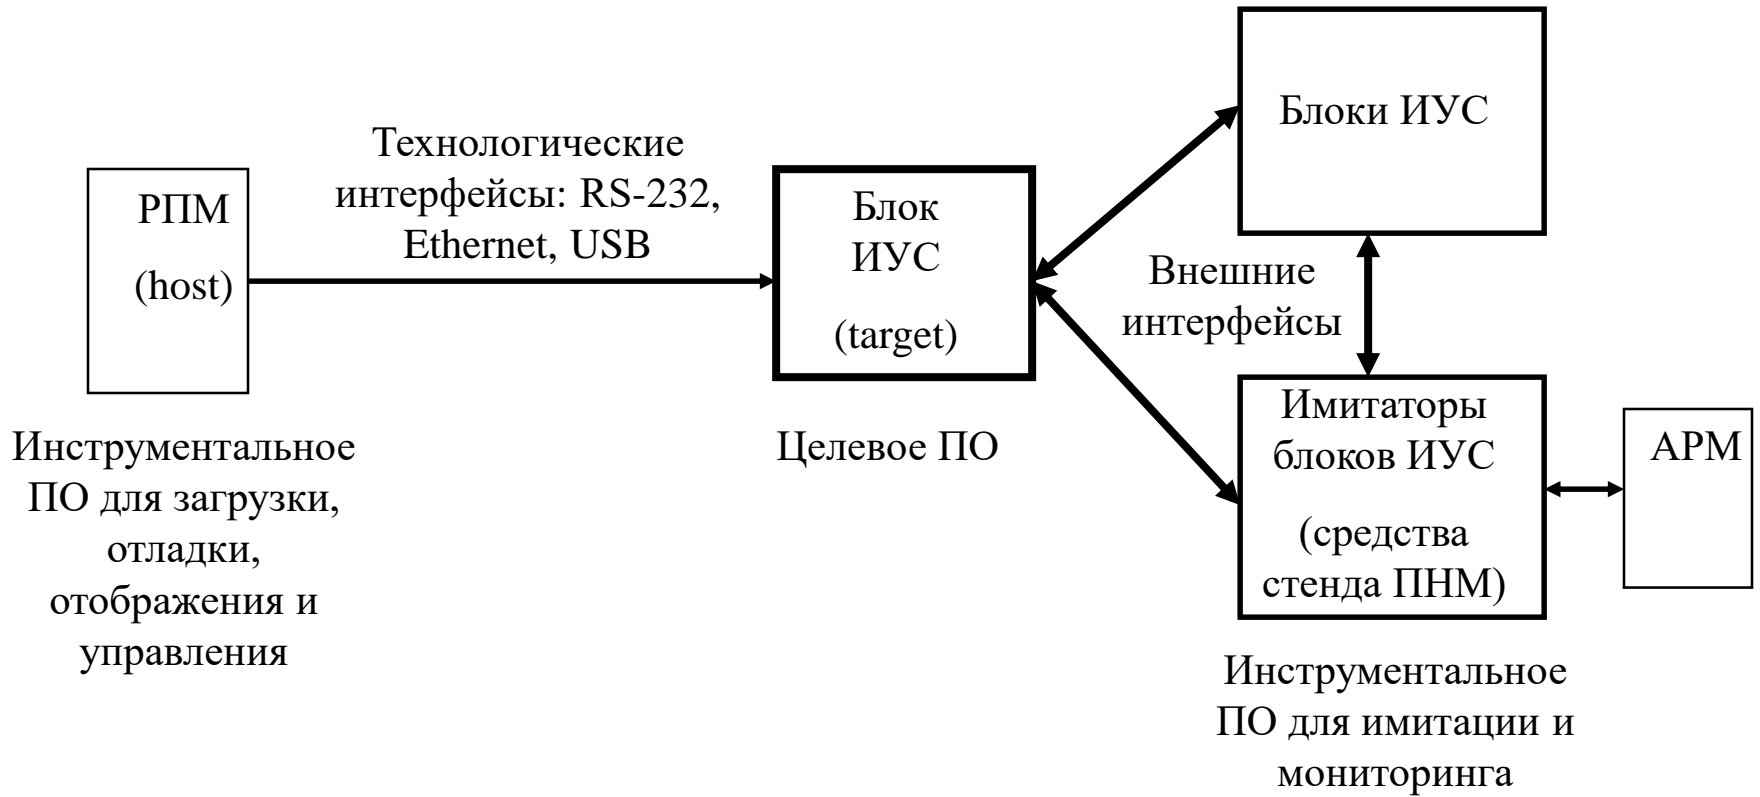 РПМ
(host)
Инструментальное
ПО для загрузки,
отладки,
отображения и
управления
Технологические
интерфейсы: RS-232,
Ethernet, USB
Блок
ИУС
(target)
Целевое ПО
Блоки ИУС
Внешние
интерфейсы
Имитаторы
блоков ИУС
(средства
стенда ПНМ)
Инструментальное
ПО для имитации и
мониторинга
АРМ